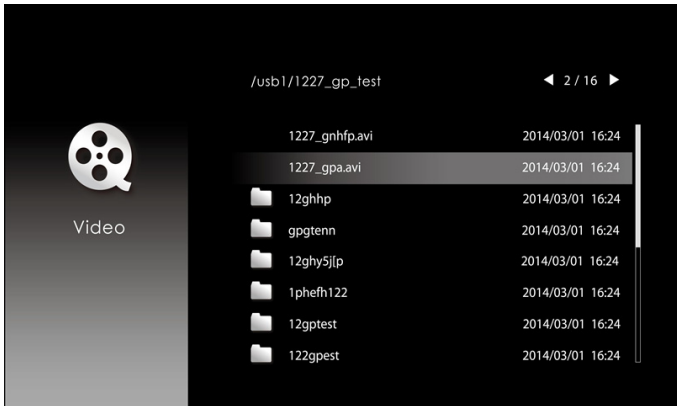 /usb1/1227_gp_test ◀ 2 / 16 ▶
1227_gnhfp.avi 2014/03/01 16:24
1227_gpa.avi 2014/03/01 16:24
12ghhp 2014/03/01 16:24
Video
gpgtenn 2014/03/01 16:24
12ghy5j[p 2014/03/01 16:24
1phefh122 2014/03/01 16:24
12gptest 2014/03/01 16:24
122gpest 2014/03/01 16:24